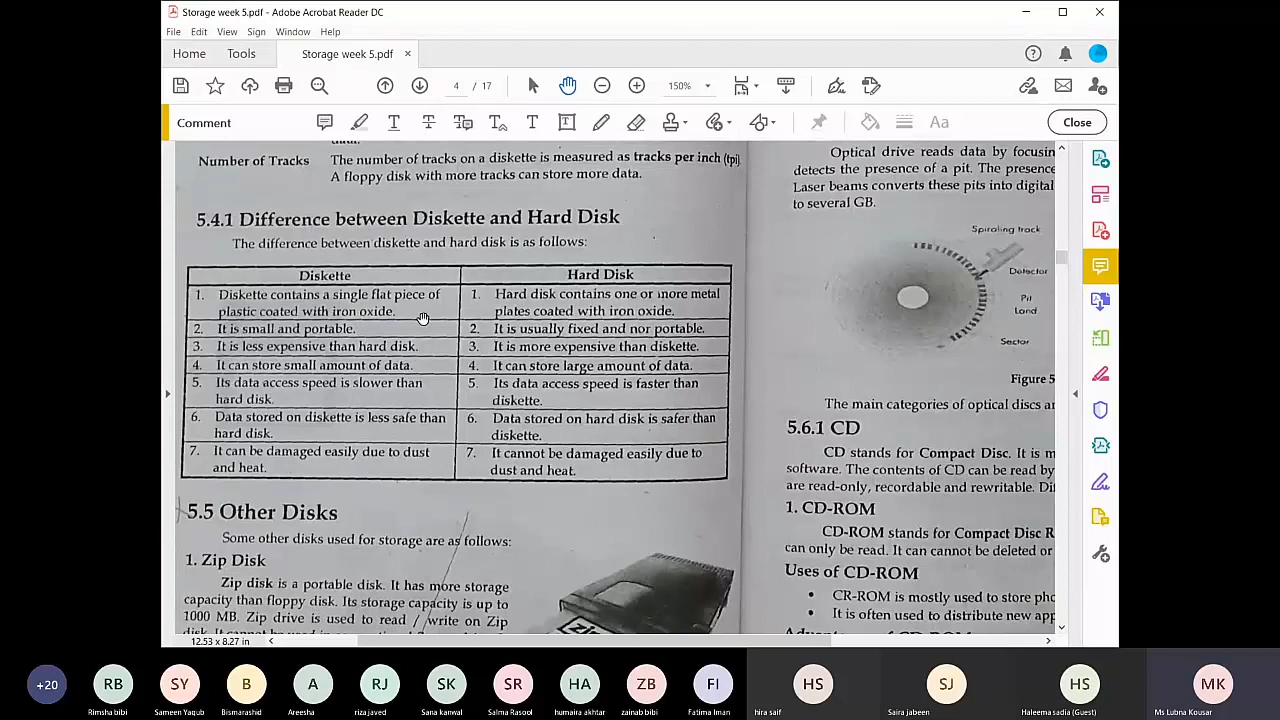 Storage week 5.pdf - Adobe Acrobat Reader DC
File Edit View Sign Window Help
Home Tools Storage week 5.pdf ×
4 / 17 150%
Comment Aa Close
Number of Tracks The number of tracks on a diskette is measured as tracks per inch (tpi)
A floppy disk with more tracks can store more data.
5.4.1 Difference between Diskette and Hard Disk
The difference between diskette and hard disk is as follows:
Diskette Hard Disk
1. Diskette contains a single flat piece of plastic coated with iron oxide.
1. Hard disk contains one or more metal plates coated with iron oxide.
2. It is small and portable.
2. It is usually fixed and nor portable.
3. It is less expensive than hard disk.
3. It is more expensive than diskette.
4. It can store small amount of data.
4. It can store large amount of data.
5. Its data access speed is slower than hard disk.
5. Its data access speed is faster than diskette.
6. Data stored on diskette is less safe than hard disk.
6. Data stored on hard disk is safer than diskette.
7. It can be damaged easily due to dust and heat.
7. It cannot be damaged easily due to dust and heat.
5.5 Other Disks
Some other disks used for storage are as follows:
1. Zip Disk
Zip disk is a portable disk. It has more storage
capacity than floppy disk. Its storage capacity is up to
1000 MB. Zip drive is used to read / write on Zip
Optical drive reads data by focusin
detects the presence of a pit. The presence
Laser beams converts these pits into digital
to several GB.
Spiraling track
Detector
Pit
Land
Sector
Figure 5
The main categories of optical discs ar
5.6.1 CD
CD stands for Compact Disc. It is m
software. The contents of CD can be read by
are read-only, recordable and rewritable. Di
1. CD-ROM
CD-ROM stands for Compact Disc R
can only be read. It can cannot be deleted or
Uses of CD-ROM
• CR-ROM is mostly used to store pho
• It is often used to distribute new app
12.53 x 8.27 in
+20 RB SY B A RJ SK SR HA ZB FI HS SJ HS MK
Rimsha bibi Sameen Yaqub Bismarashid Areesha riza javed Sana kanwal Salma Rasool humaira akhtar zainab bibi Fatima Iman hira saif Saira jabeen Haleema sadia (Guest) Ms Lubna Kousar